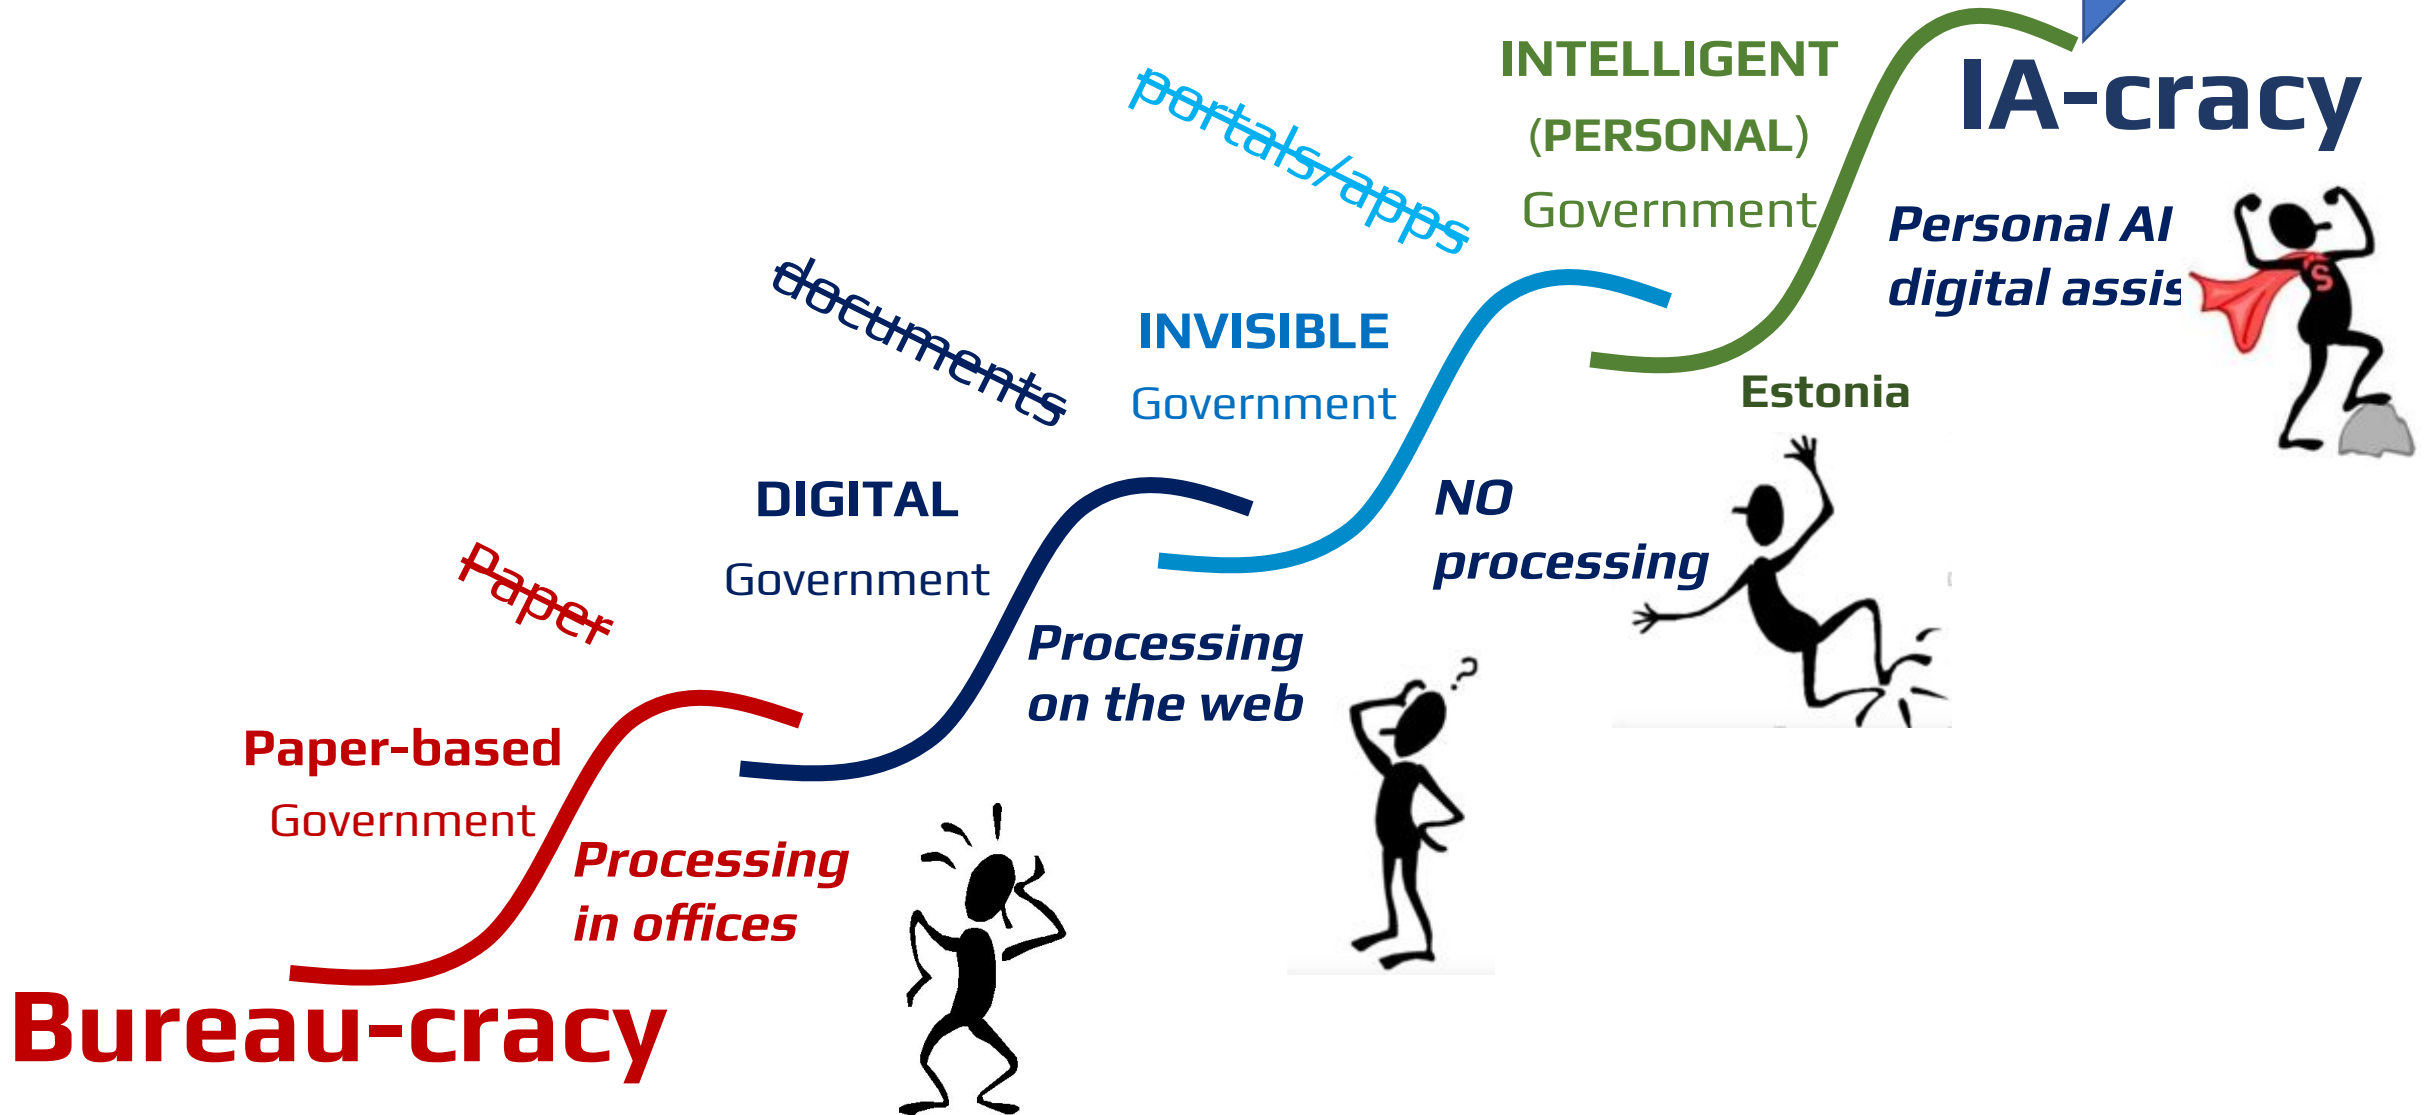 INTELLIGENT
(PERSONAL)
Government
IA-cracy
Personal AI
digital assis
S
Estonia
portals/apps
INVISIBLE
Government
NO
processing
documents
DIGITAL
Government
Processing
on the web
?
Paper
Paper-based
Government
Processing
in offices
Bureau-cracy